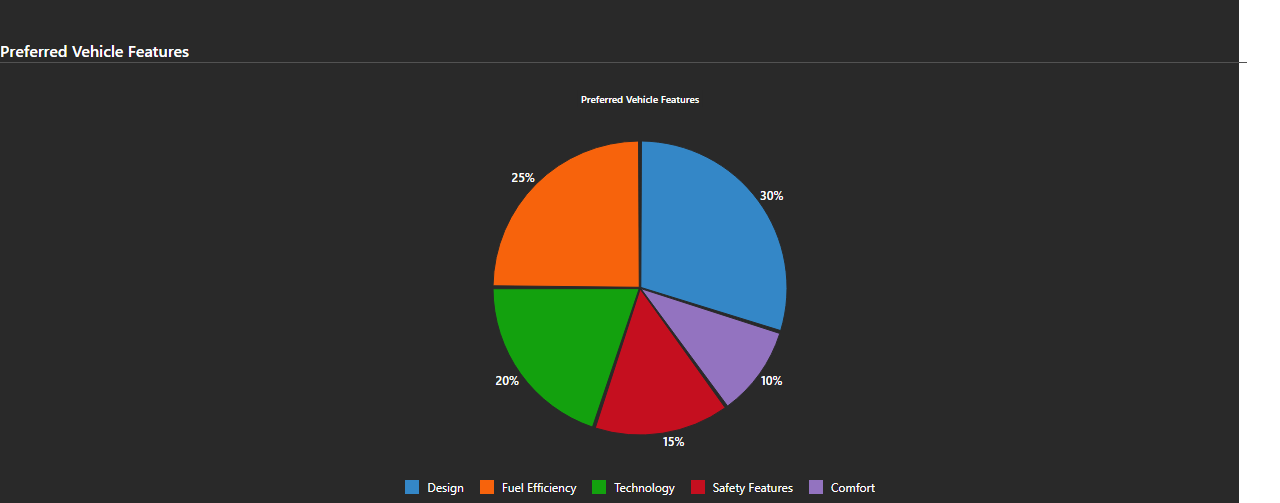 Preferred Vehicle Features
Preferred Vehicle Features
25%
30%
20%
10%
15%
Design Fuel Efficiency Technology Safety Features Comfort